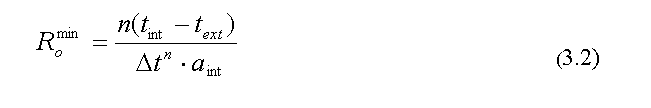 R_o^min = n(t_int − t_ext) / Δt^n · a_int (3.2)